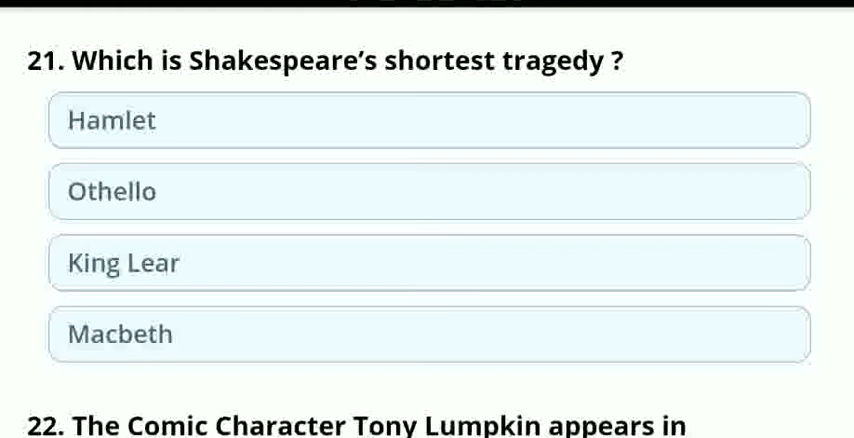 21. Which is Shakespeare’s shortest tragedy ?
Hamlet
Othello
King Lear
Macbeth
22. The Comic Character Tony Lumpkin appears in